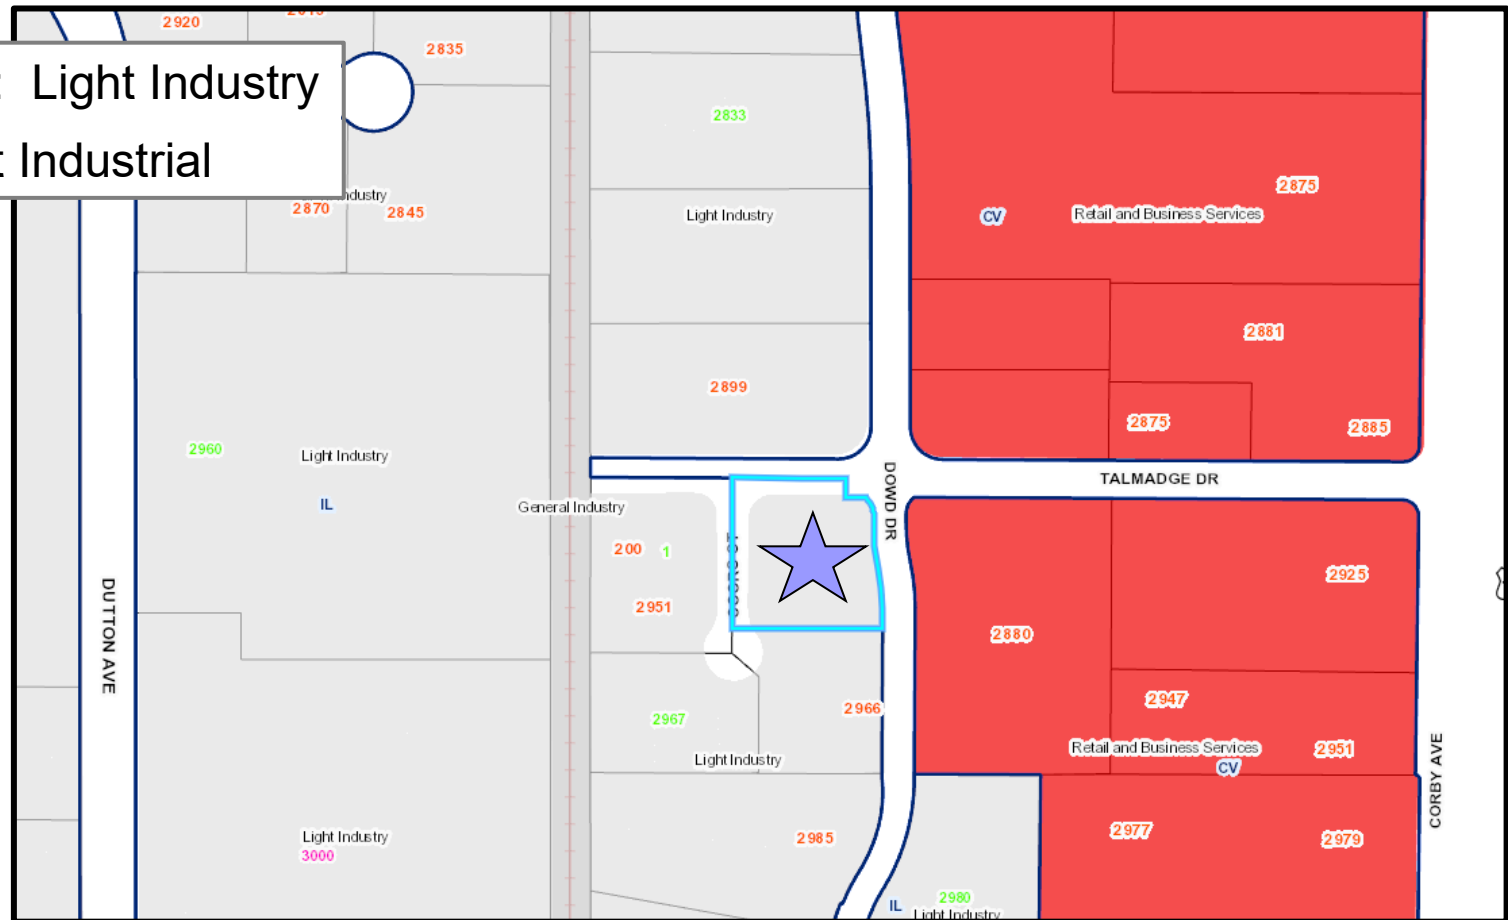 2920
2835
: Light Industry
t Industrial
2833
2875
ndustry
2870
2845
Light Industry
CV
Retail and Business Services
2881
2899
2875
2885
2960
Light Industry
IL
General Industry
DOWD DR
TALMADGE DR
200
1
2951
2925
DUTTON AVE
2880
2947
2966
2967
Light Industry
Retail and Business Services
2951
CV
CORBY AVE
2977
2979
2985
Light Industry
3000
2980
IL
Light Industry